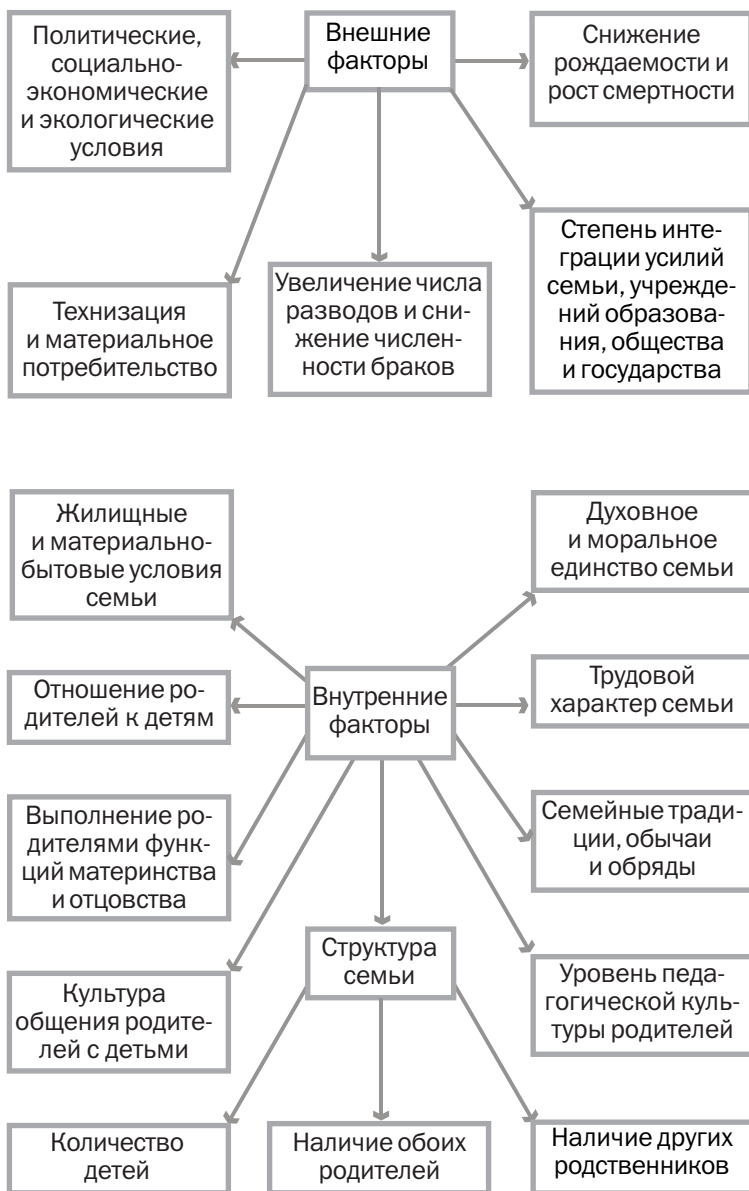 Политические,
социально-
экономические
и экологические
условия
Внешние
факторы
Снижение
рождаемости и
рост смертности
Технизация
и материальное
потребительство
Увеличение числа
разводов и сни-
жение числен-
ности браков
Степень инте-
грации усилий
семьи, учрежде-
ний образова-
ния, общества
и государства
Жилищные
и материально-
бытовые условия
семьи
Духовное
и моральное
единство семьи
Отношение ро-
дителей к детям
Внутренние
факторы
Трудовой
характер семьи
Выполнение ро-
дителями функ-
ций материнства
и отцовства
Семейные тради-
ции, обычаи
и обряды
Культура
общения родите-
лей с детьми
Структура
семьи
Уровень педа-
гогической куль-
туры родителей
Количество
детей
Наличие обоих
родителей
Наличие других
родственников